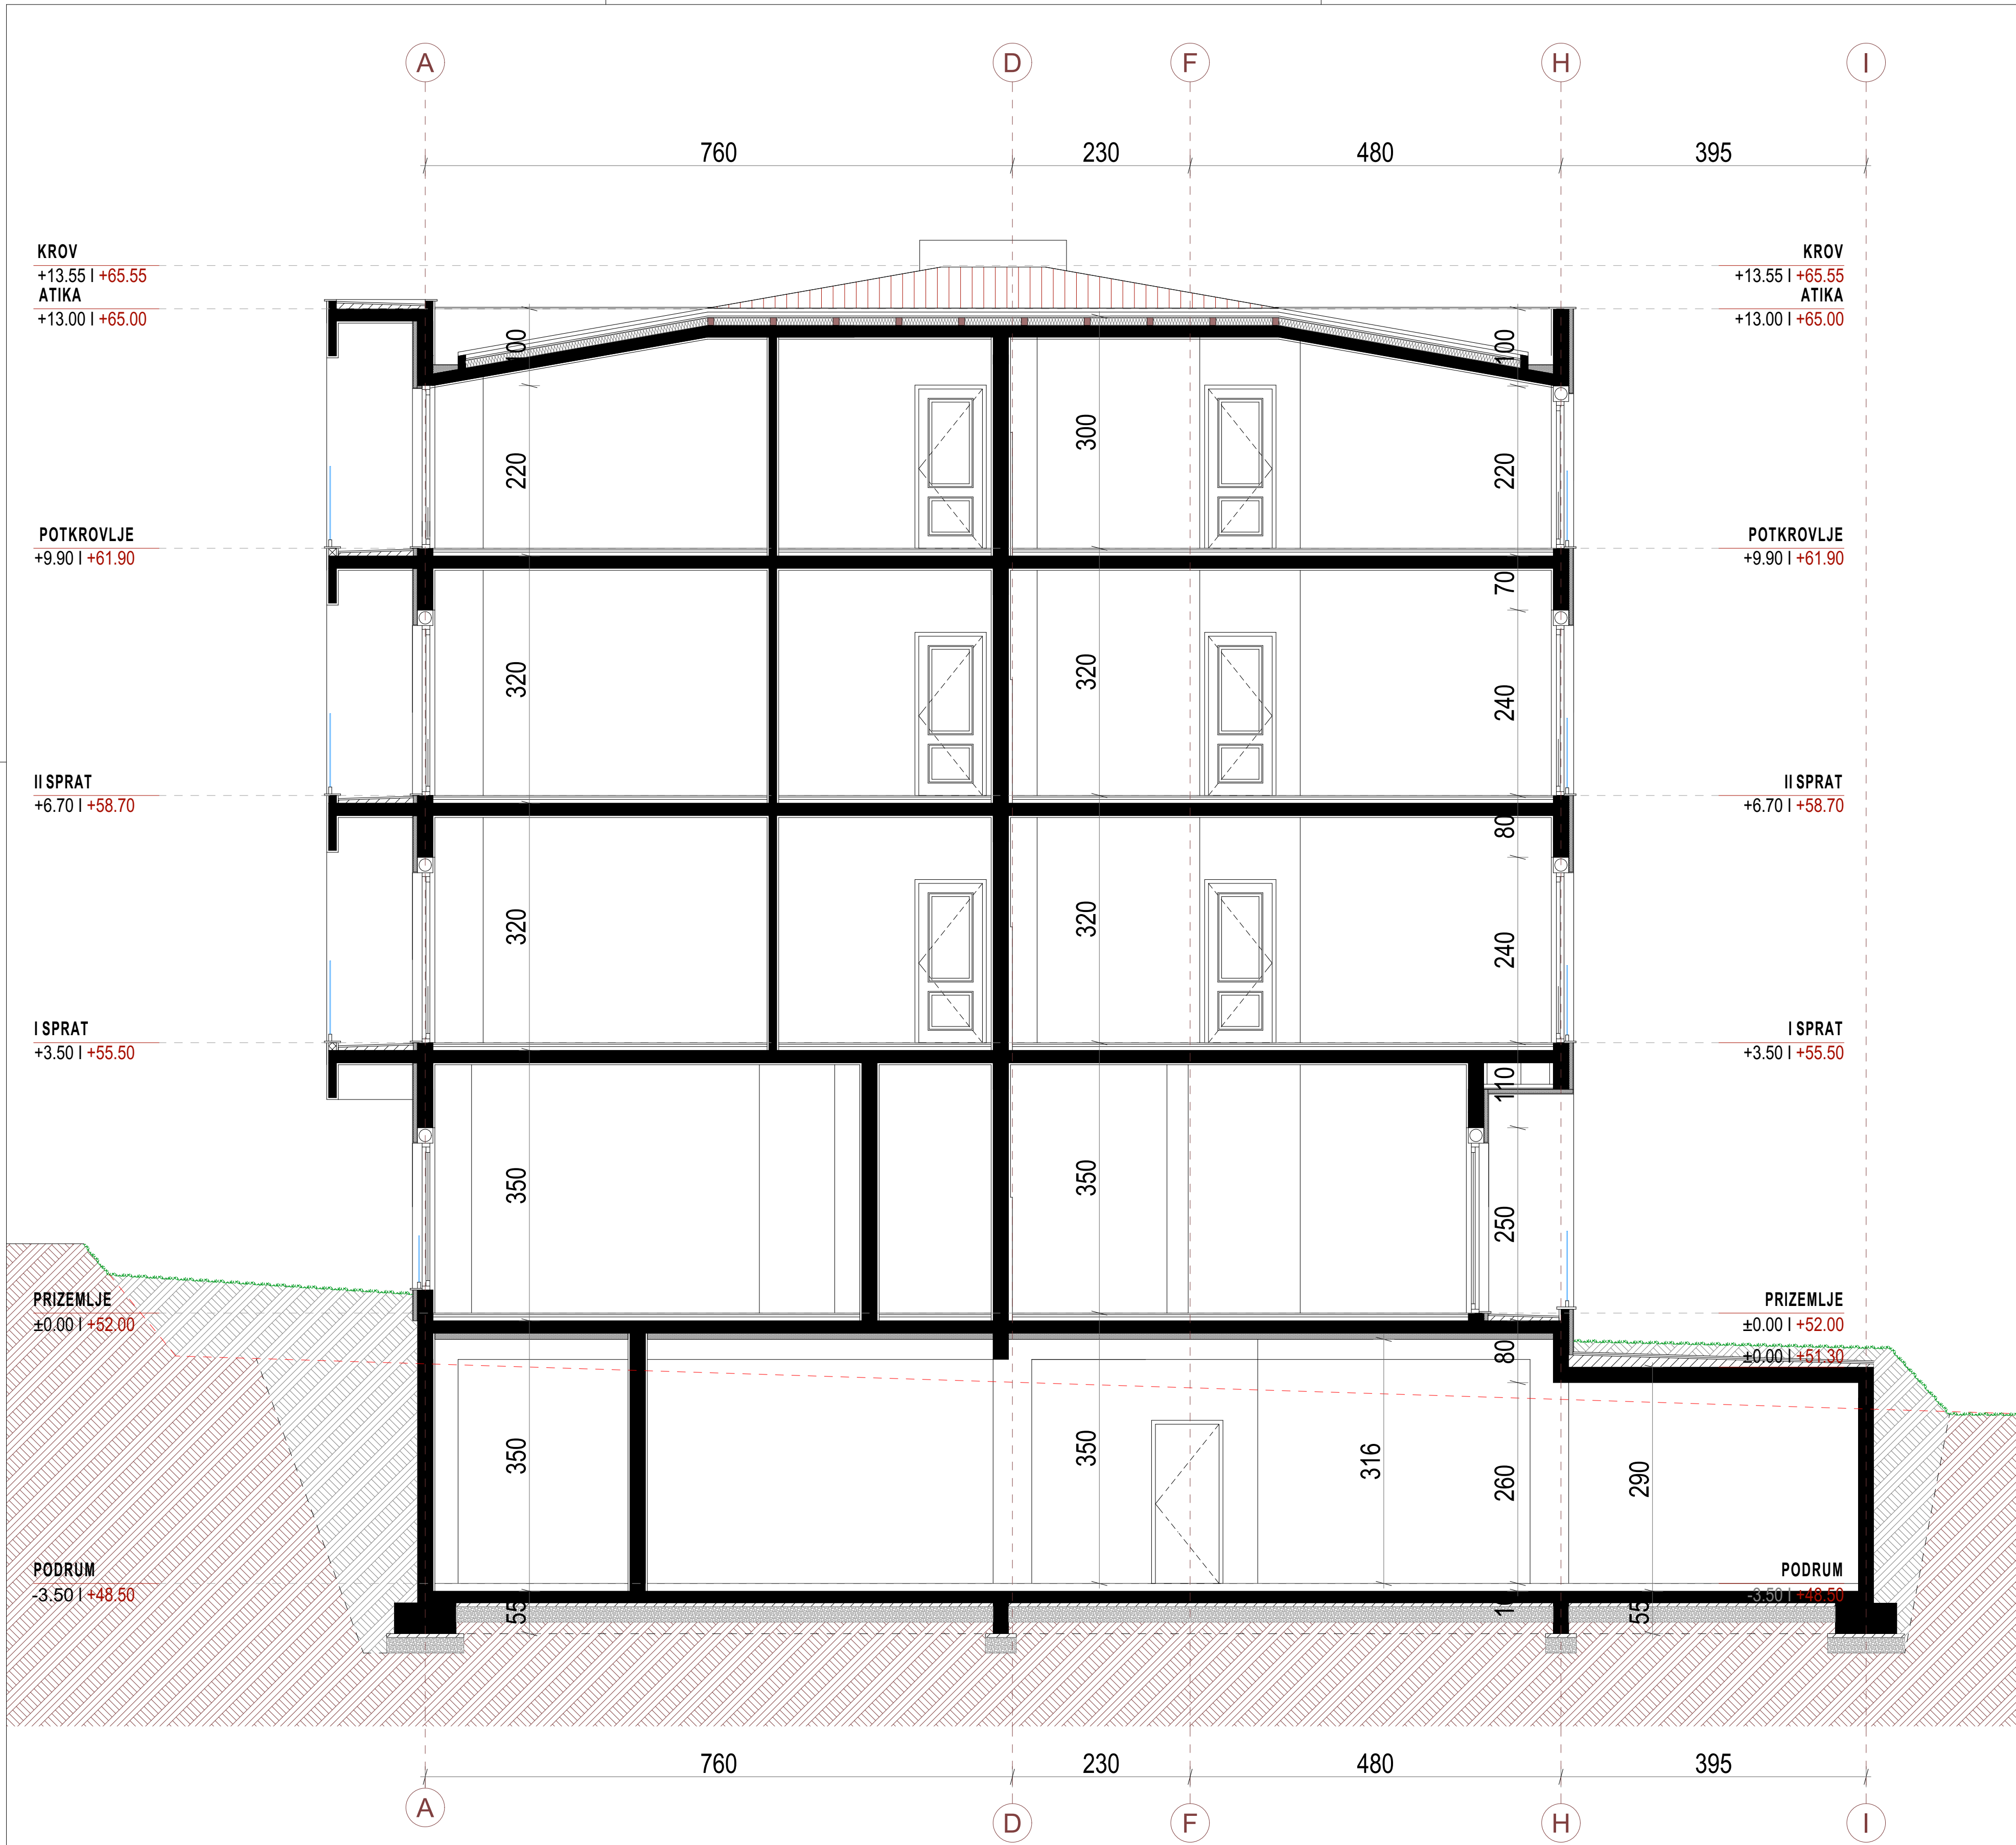 A D F H I
760 230 480 395
KROV KROV
+13.55 I +65.55 +13.55 I +65.55
ATIKA ATIKA
+13.00 I +65.00 +13.00 I +65.00
100 100
220 300 220
POTKROVLJE POTKROVLJE
+9.90 I +61.90 +9.90 I +61.90
70
320 320 240
II SPRAT II SPRAT
+6.70 I +58.70 +6.70 I +58.70
80
320 320 240
I SPRAT I SPRAT
+3.50 I +55.50 +3.50 I +55.50
110
350 350 250
PRIZEMLJE PRIZEMLJE
±0.00 I +52.00 ±0.00 I +52.00
80 ±0.00 I +51.30
350 350 316 260 290
PODRUM PODRUM
-3.50 I +48.50 -3.50 I +48.50
55 55
760 230 480 395
A D F H I